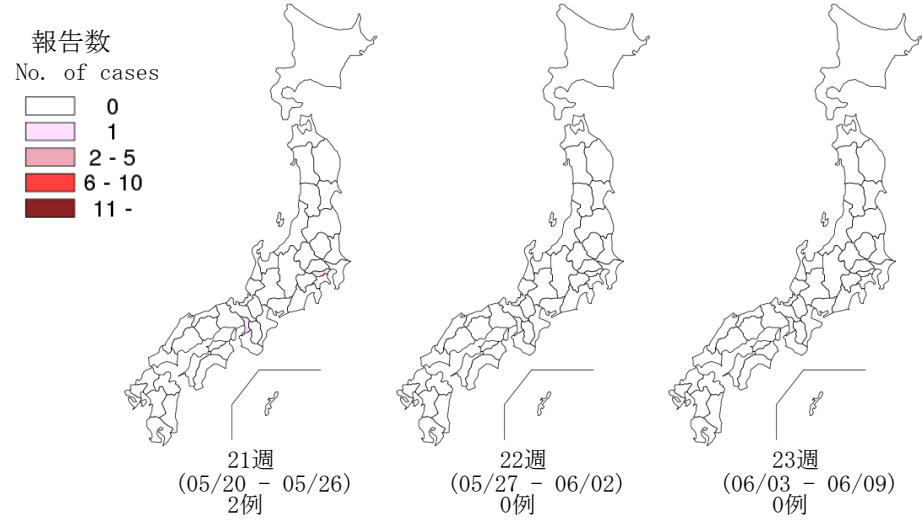 報告数
No. of cases
0
1
2 - 5
6 - 10
11 -
21週
(05/20 - 05/26)
2例
22週
(05/27 - 06/02)
0例
23週
(06/03 - 06/09)
0例